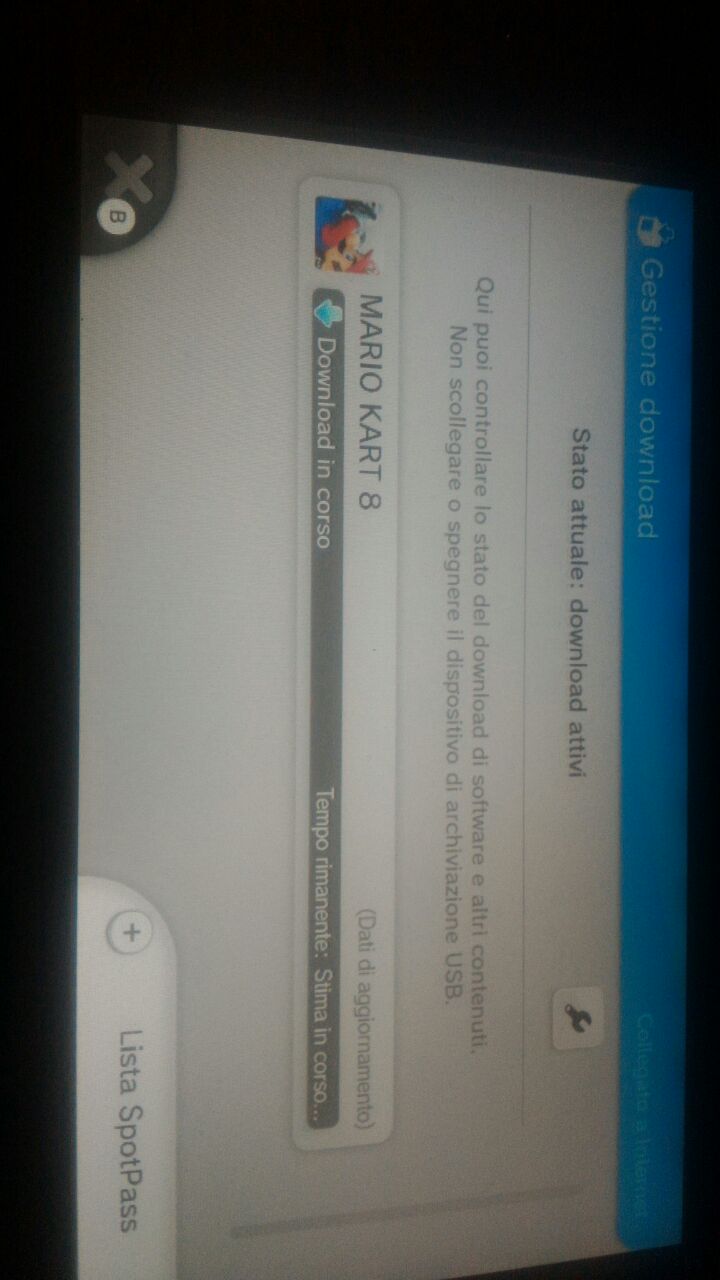 Gestione download
Collegato a Internet
Stato attuale: download attivi
Qui puoi controllare lo stato del download di software e altri contenuti.
Non scollegare o spegnere il dispositivo di archiviazione USB.
MARIO KART 8
(Dati di aggiornamento)
Download in corso
Tempo rimanente: Stima in corso...
B
+ Lista SpotPass